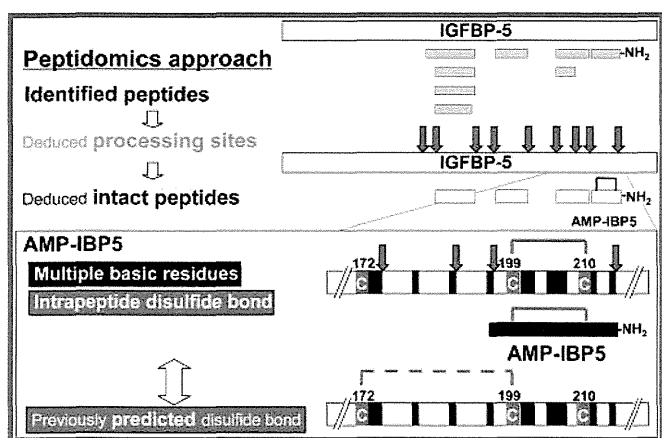 IGFBP-5
Peptidomics approach
-NH2
Identified peptides
Deduced processing sites
IGFBP-5
Deduced intact peptides
-NH2
AMP-IBP5
AMP-IBP5
Multiple basic residues
172 199 210
C C C
Intrapeptide disulfide bond
-NH2
AMP-IBP5
172 199 210
C C C
Previously predicted disulfide bond